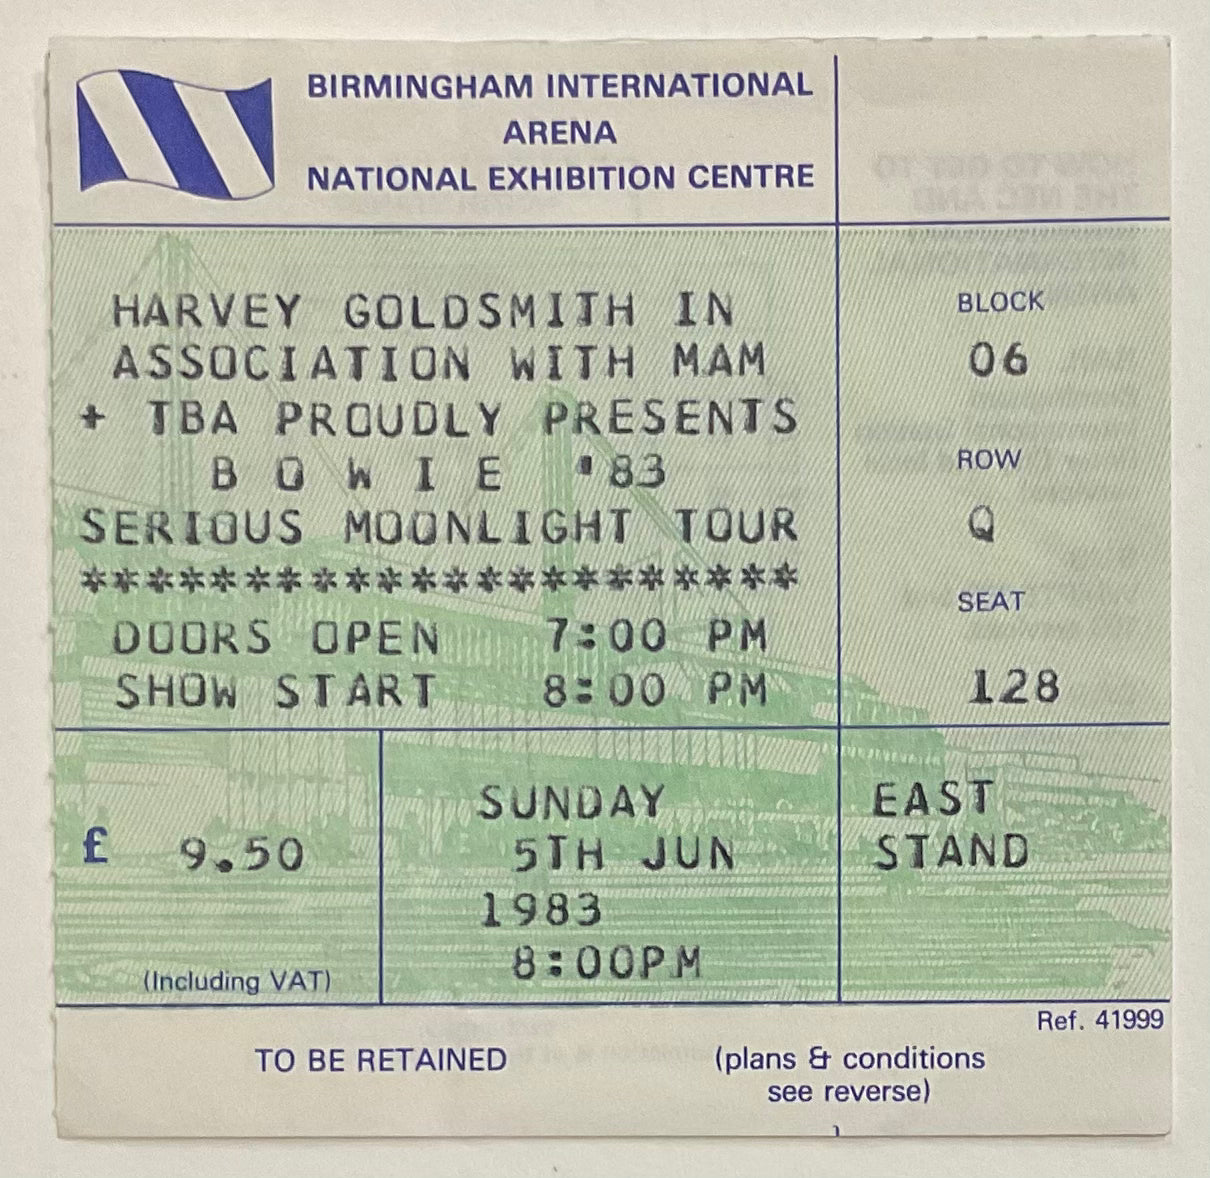 BIRMINGHAM INTERNATIONAL
ARENA
NATIONAL EXHIBITION CENTRE
HARVEY GOLDSMITH IN
ASSOCIATION WITH MAM
+ TBA PROUDLY PRESENTS
B O W I E '83
SERIOUS MOONLIGHT TOUR
**********************
DOORS OPEN 7:00 PM
SHOW START 8:00 PM
BLOCK
06
ROW
Q
SEAT
128
£ 9.50
(Including VAT)
SUNDAY
5TH JUN
1983
8:00PM
EAST
STAND
Ref. 41999
TO BE RETAINED
(plans & conditions
see reverse)